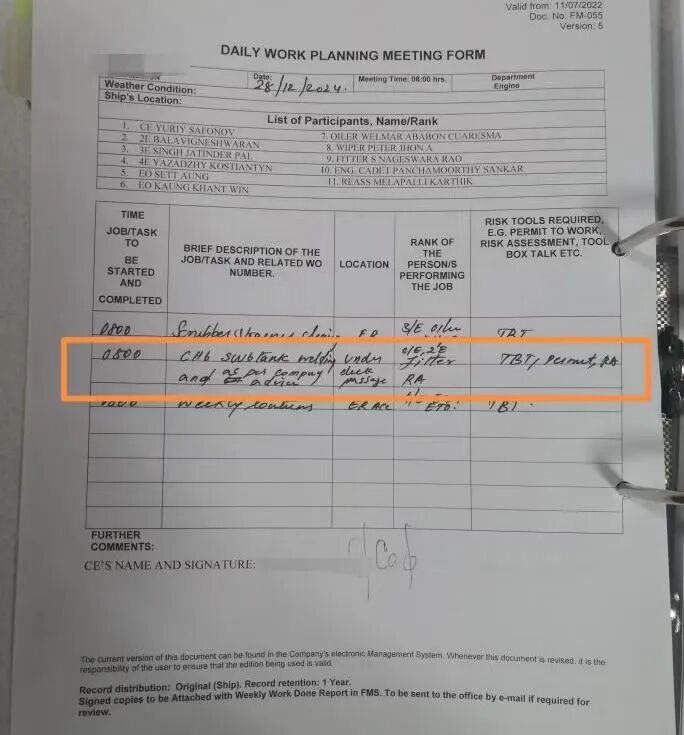 Valid from: 11/07/2022
Doc. No. FM-055
Version: 5
DAILY WORK PLANNING MEETING FORM
Weather Condition:
Date: 28/12/2024.
Meeting Time: 08:00 hrs.
Department Engine
Ship's Location:
List of Participants, Name/Rank
1. CE YURIY SAFONOV
2. 2E BALAVIGNESHWARAN
3. 3E SINGH JATINDER PAL
4. 4E YAZADZHY KOSTIANTYN
5. EO SETT AUNG
6. EO KAUNG KHANT WIN
7. OILER WELMAR ABABON CUARESMA
8. WIPER PETER JHON A
9. FITTER S NAGESWARA RAO
10. ENG. CADET PANCHAMOORTHY SANKAR
11. REASS MELAPALLI KARTHIK
TIME JOB/TASK TO BE STARTED AND COMPLETED
BRIEF DESCRIPTION OF THE JOB/TASK AND RELATED WO NUMBER.
LOCATION
RANK OF THE PERSON/S PERFORMING THE JOB
RISK TOOLS REQUIRED, E.G. PERMIT TO WORK, RISK ASSESSMENT, TOOL BOX TALK ETC.
0800 Scrubber TBT
0800 CH6 SWB tank welding under Fitter TBT, Permit, RA
and as per company advice deck passage RA
Weekly routines TBT.
FURTHER COMMENTS:
CE'S NAME AND SIGNATURE:
The current version of this document can be found in the Company's electronic Management System. Whenever this document is revised, it is the
responsibility of the user to ensure that the edition being used is valid.
Record distribution: Original (Ship). Record retention: 1 Year.
Signed copies to be Attached with Weekly Work Done Report in FMS. To be sent to the office by e-mail if required for
review.